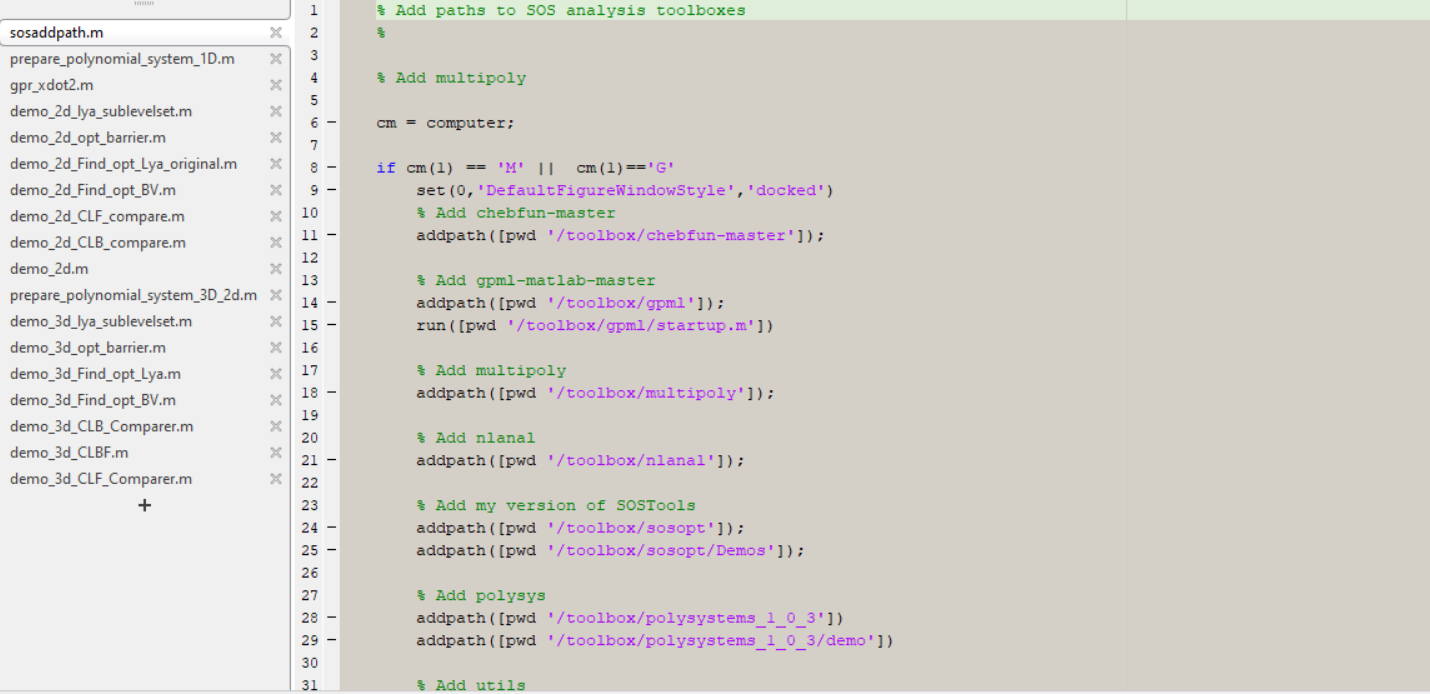 sosaddpath.m
prepare_polynomial_system_1D.m
gpr_xdot2.m
demo_2d_lya_sublevelset.m
demo_2d_opt_barrier.m
demo_2d_Find_opt_Lya_original.m
demo_2d_Find_opt_BV.m
demo_2d_CLF_compare.m
demo_2d_CLB_compare.m
demo_2d.m
prepare_polynomial_system_3D_2d.m
demo_3d_lya_sublevelset.m
demo_3d_opt_barrier.m
demo_3d_Find_opt_Lya.m
demo_3d_Find_opt_BV.m
demo_3d_CLB_Comparer.m
demo_3d_CLBF.m
demo_3d_CLF_Comparer.m
+
1 % Add paths to SOS analysis toolboxes
2 %
3
4 % Add multipoly
5
6 – cm = computer;
7
8 – if cm(1) == 'M' ||  cm(1)=='G'
9 –     set(0,'DefaultFigureWindowStyle','docked')
10     % Add chebfun-master
11 –     addpath([pwd '/toolbox/chebfun-master']);
12
13     % Add gpml-matlab-master
14 –     addpath([pwd '/toolbox/gpml']);
15 –     run([pwd '/toolbox/gpml/startup.m'])
16
17     % Add multipoly
18 –     addpath([pwd '/toolbox/multipoly']);
19
20     % Add nlanal
21 –     addpath([pwd '/toolbox/nlanal']);
22
23     % Add my version of SOSTools
24 –     addpath([pwd '/toolbox/sosopt']);
25 –     addpath([pwd '/toolbox/sosopt/Demos']);
26
27     % Add polysys
28 –     addpath([pwd '/toolbox/polysystems_1_0_3'])
29 –     addpath([pwd '/toolbox/polysystems_1_0_3/demo'])
30
31     % Add utils